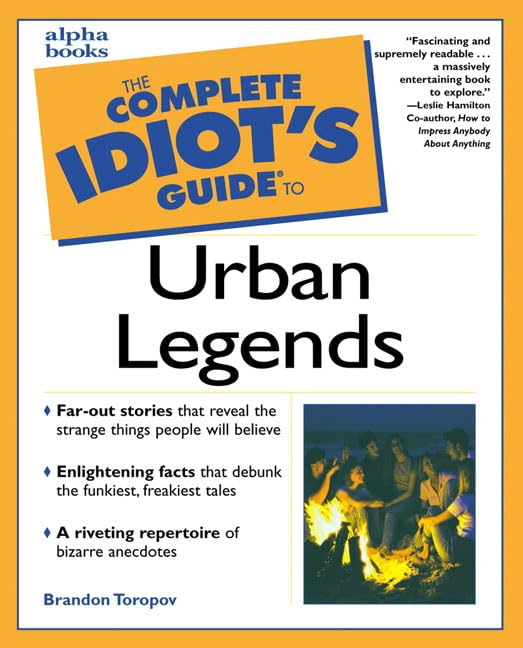 alpha
books
"Fascinating and
supremely readable . . .
a massively
entertaining book
to explore."
—Leslie Hamilton
Co-author, How to
Impress Anybody
About Anything
THE
COMPLETE
IDIOT'S
GUIDE® TO
Urban
Legends
♦ Far-out stories that reveal the
strange things people will believe
♦ Enlightening facts that debunk
the funkiest, freakiest tales
♦ A riveting repertoire of
bizarre anecdotes
Brandon Toropov